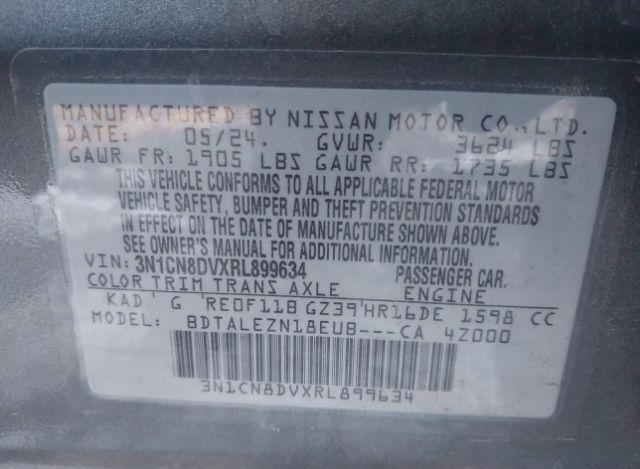 MANUFACTURED BY NISSAN MOTOR CO., LTD.
DATE: 05/24. GVWR: 3624 LBS
GAWR FR: 1905 LBS GAWR RR: 1735 LBS
THIS VEHICLE CONFORMS TO ALL APPLICABLE FEDERAL MOTOR
VEHICLE SAFETY, BUMPER AND THEFT PREVENTION STANDARDS
IN EFFECT ON THE DATE OF MANUFACTURE SHOWN ABOVE.
SEE OWNER'S MANUAL FOR ADDITIONAL INFORMATION.
VIN: 3N1CN8DVXRL899634 PASSENGER CAR.
COLOR TRIM TRANS AXLE ENGINE
KAD G RE0F11B GZ39 HR16DE 1598 CC
MODEL: BDTALEZN18EUB---CA 4Z000
3N1CN8DVXRL899634